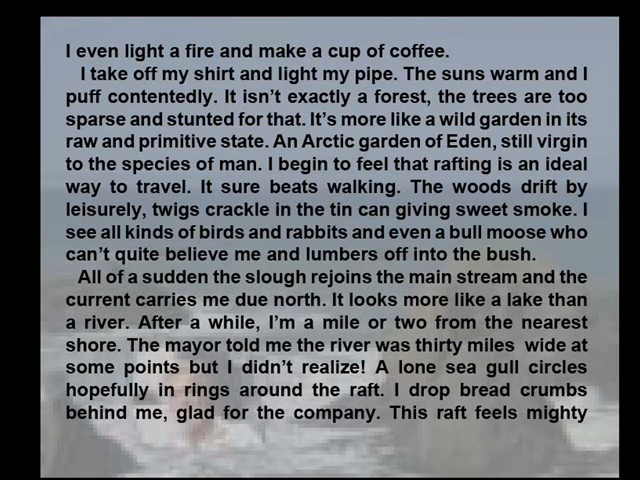 I even light a fire and make a cup of coffee.
I take off my shirt and light my pipe. The suns warm and I
puff contentedly. It isn’t exactly a forest, the trees are too
sparse and stunted for that. It’s more like a wild garden in its
raw and primitive state. An Arctic garden of Eden, still virgin
to the species of man. I begin to feel that rafting is an ideal
way to travel. It sure beats walking. The woods drift by
leisurely, twigs crackle in the tin can giving sweet smoke. I
see all kinds of birds and rabbits and even a bull moose who
can’t quite believe me and lumbers off into the bush.
All of a sudden the slough rejoins the main stream and the
current carries me due north. It looks more like a lake than
a river. After a while, I’m a mile or two from the nearest
shore. The mayor told me the river was thirty miles wide at
some points but I didn’t realize! A lone sea gull circles
hopefully in rings around the raft. I drop bread crumbs
behind me, glad for the company. This raft feels mighty